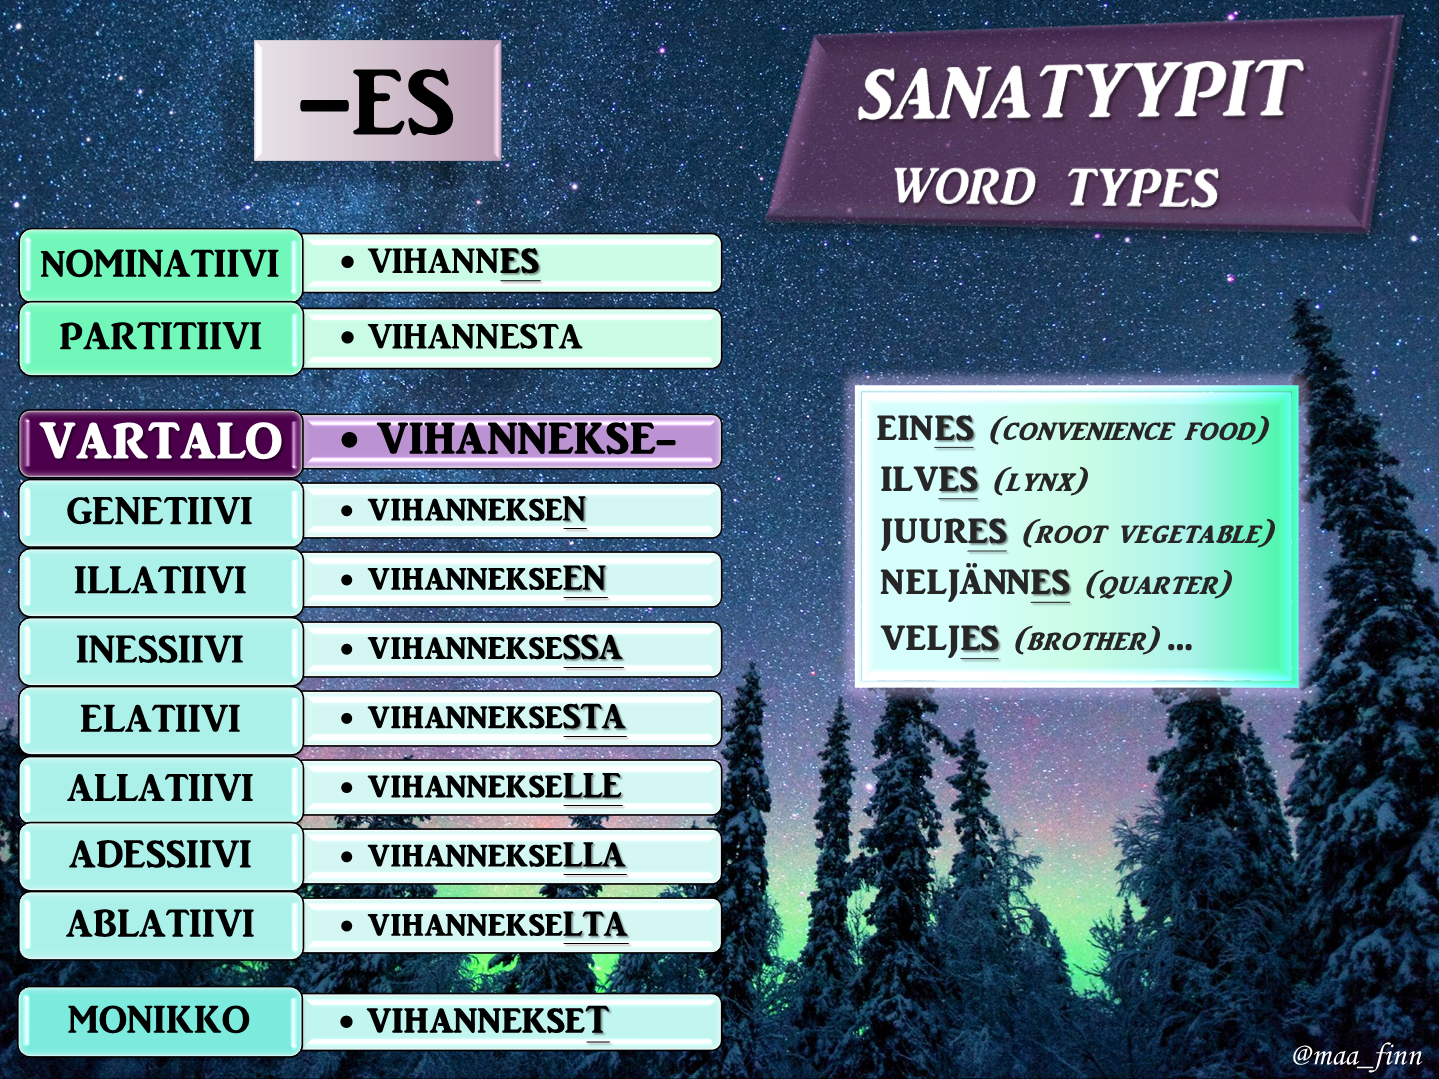 –ES
SANATYYPIT
WORD TYPES
NOMINATIIVI • VIHANNES
PARTITIIVI • VIHANNESTA
VARTALO • VIHANNEKSE–
GENETIIVI • VIHANNEKSEN
ILLATIIVI • VIHANNEKSEEN
INESSIIVI • VIHANNEKSESSA
ELATIIVI • VIHANNEKSESTA
ALLATIIVI • VIHANNEKSELLE
ADESSIIVI • VIHANNEKSELLA
ABLATIIVI • VIHANNEKSELTA
MONIKKO • VIHANNEKSET
EINES (CONVENIENCE FOOD)
ILVES (LYNX)
JUURES (ROOT VEGETABLE)
NELJÄNNES (QUARTER)
VELJES (BROTHER) ...
@maa_finn